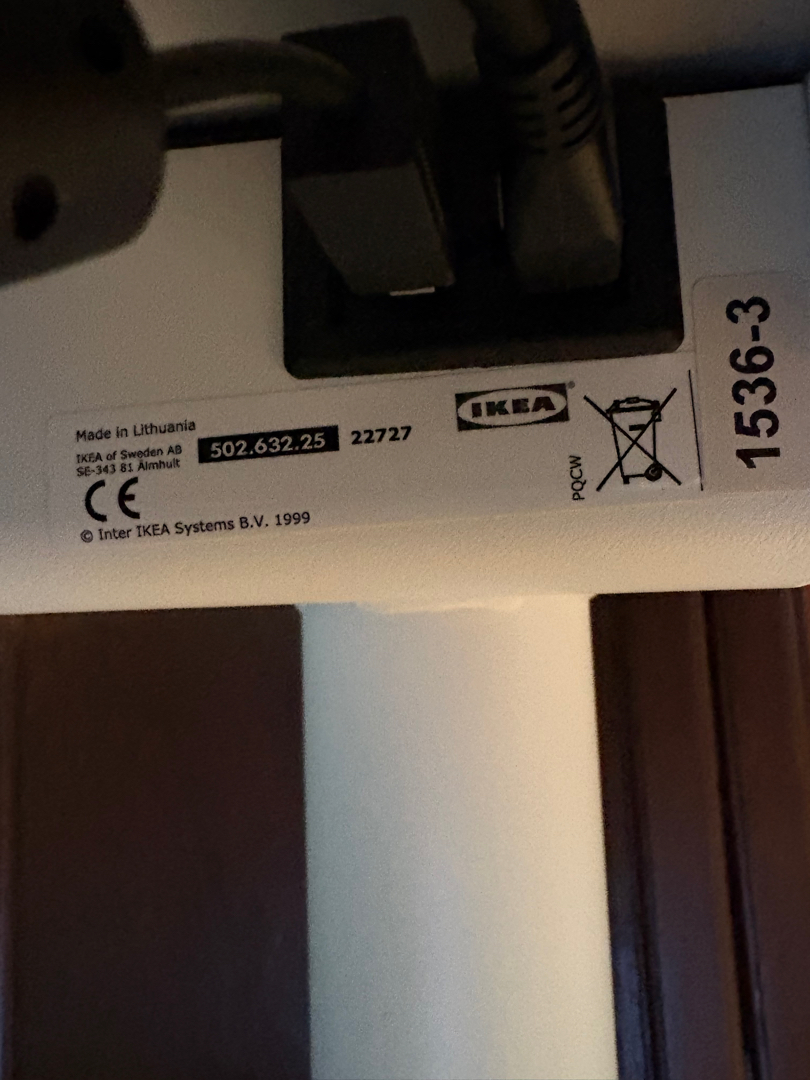 Made in Lithuania
IKEA of Sweden AB
SE-343 81 Älmhult
502.632.25 22727
IKEA®
PQCW
CE
© Inter IKEA Systems B.V. 1999
1536-3